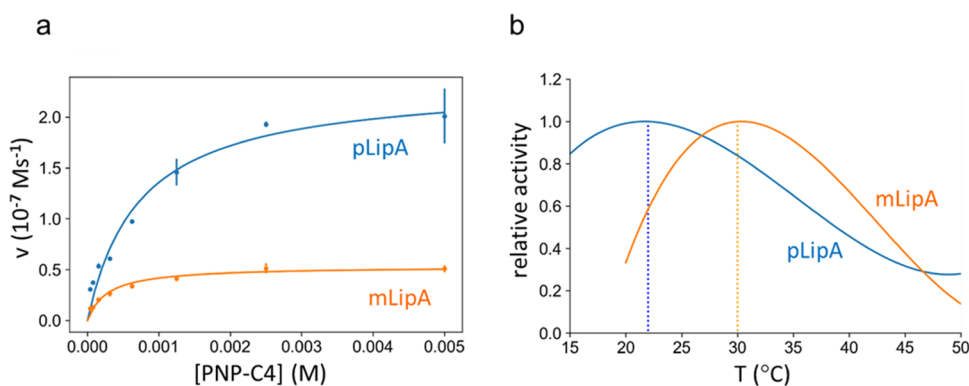 a
v (10⁻⁷ Ms⁻¹)
2.0
1.5
1.0
0.5
0.0
pLipA
mLipA
0.000 0.001 0.002 0.003 0.004 0.005
[PNP-C4] (M)
b
relative activity
1.2
1.0
0.8
0.6
0.4
0.2
0.0
mLipA
pLipA
15 20 25 30 35 40 45 50
T (°C)